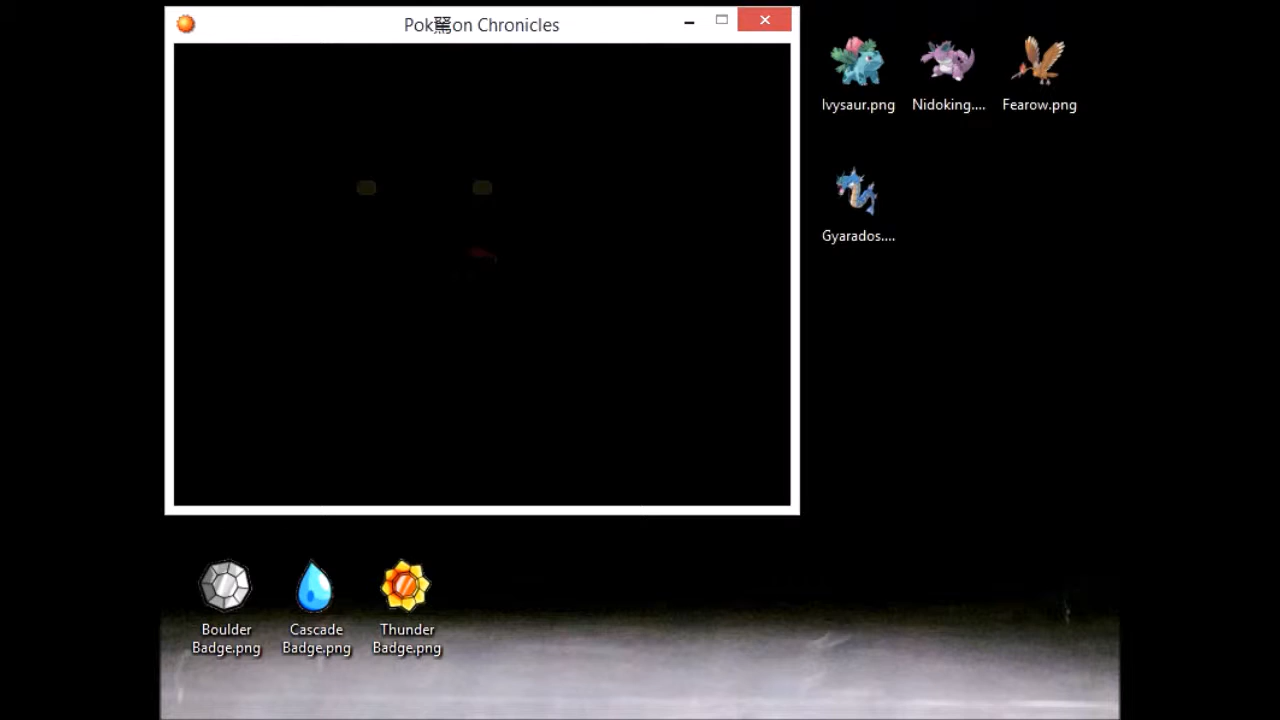 Pok駑on Chronicles
Ivysaur.png
Nidoking....
Fearow.png
Gyarados....
Boulder
Badge.png
Cascade
Badge.png
Thunder
Badge.png